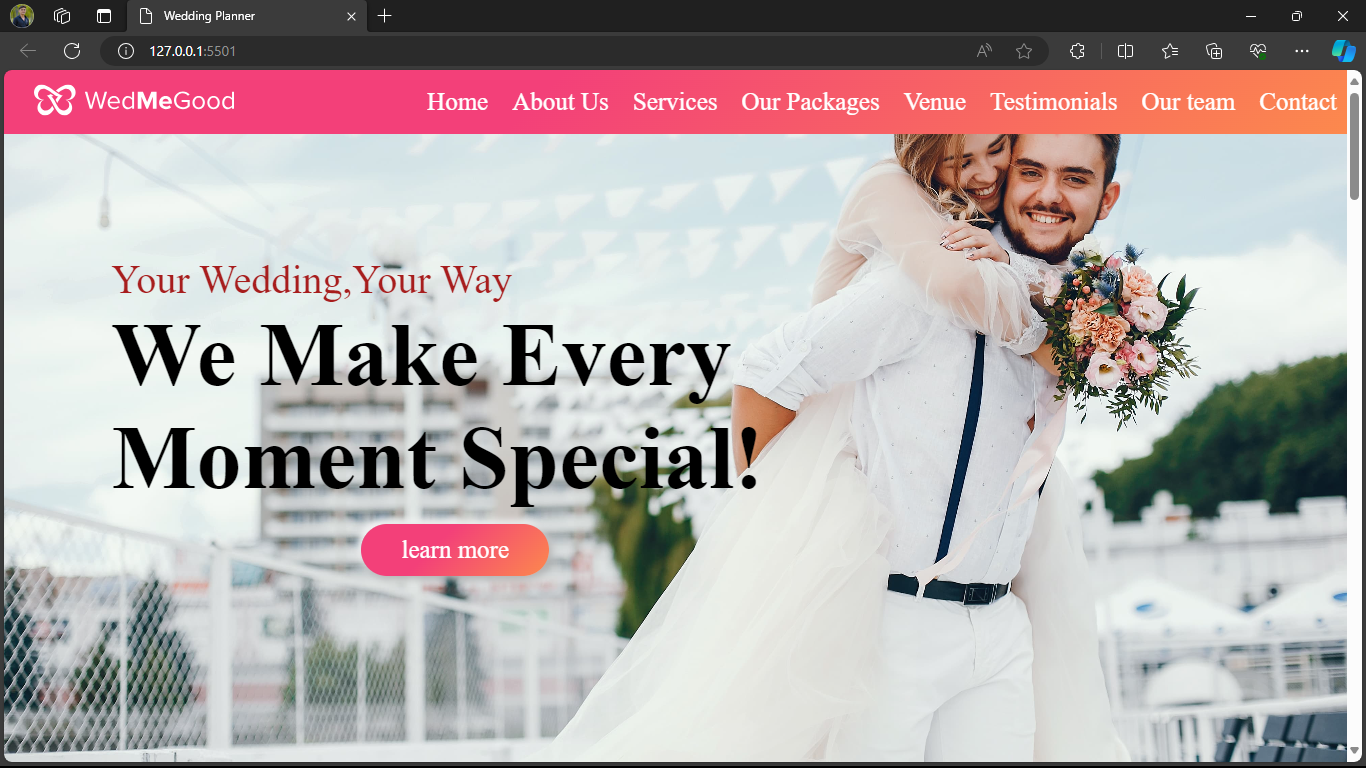 Wedding Planner
127.0.0.1:5501
WedMeGood
Home About Us Services Our Packages Venue Testimonials Our team Contact
Your Wedding,Your Way
We Make Every
Moment Special!
learn more